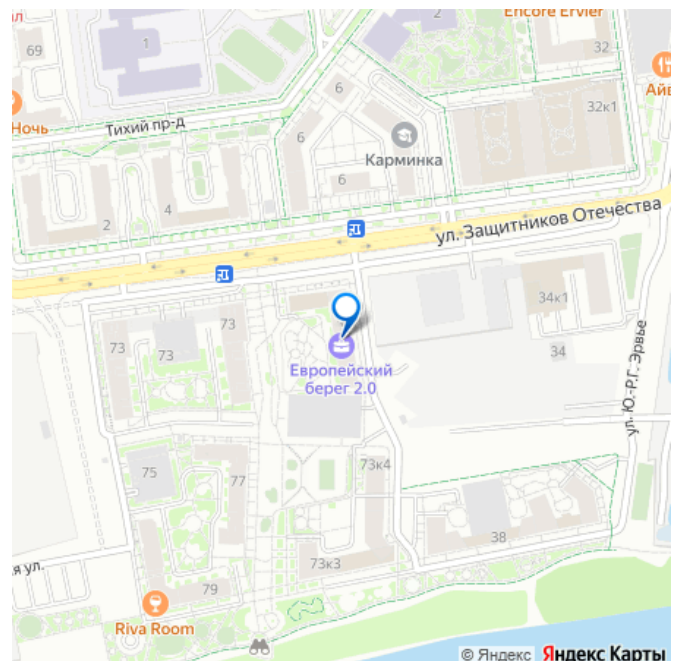 ал
69
1
2
Encore Ervier
32
Айв
Ночь
Тихий пр-д
6
6
32к1
Карминка
6
4
2
ул. Защитников Отечества
34к1
73
73
73
34
Европейский
берег 2.0
ул. Ю.-Р.Г. Эрвье
73к4
75
77
38
я ул.
73к3
79
Riva Room
© Яндекс Яндекс Карты